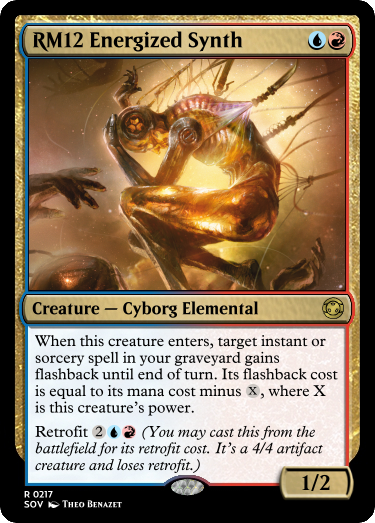 RM12 Energized Synth
Creature — Cyborg Elemental
When this creature enters, target instant or
sorcery spell in your graveyard gains
flashback until end of turn. Its flashback cost
is equal to its mana cost minus X, where X
is this creature's power.
Retrofit 2 (You may cast this from the
battlefield for its retrofit cost. It's a 4/4 artifact
creature and loses retrofit.)
1/2
R 0217
SOV Theo Benazet